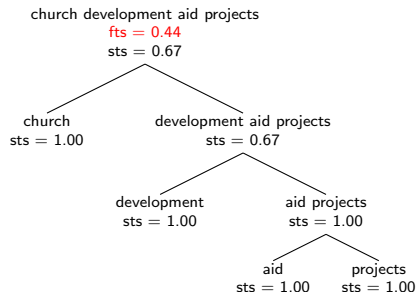 church development aid projects
fts = 0.44
sts = 0.67
church
sts = 1.00
development aid projects
sts = 0.67
development
sts = 1.00
aid projects
sts = 1.00
aid
sts = 1.00
projects
sts = 1.00